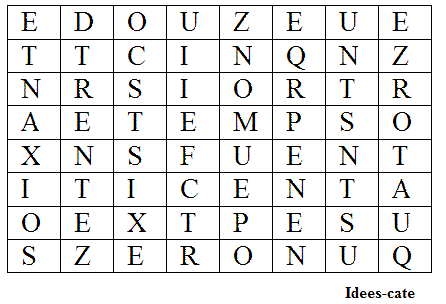 E D O U Z E U E
T T C I N Q N Z
N R S I O R T R
A E T E M P S O
X N S F U E N T
I T I C E N T A
O E X T P E S U
S Z E R O N U Q
Idees-cate